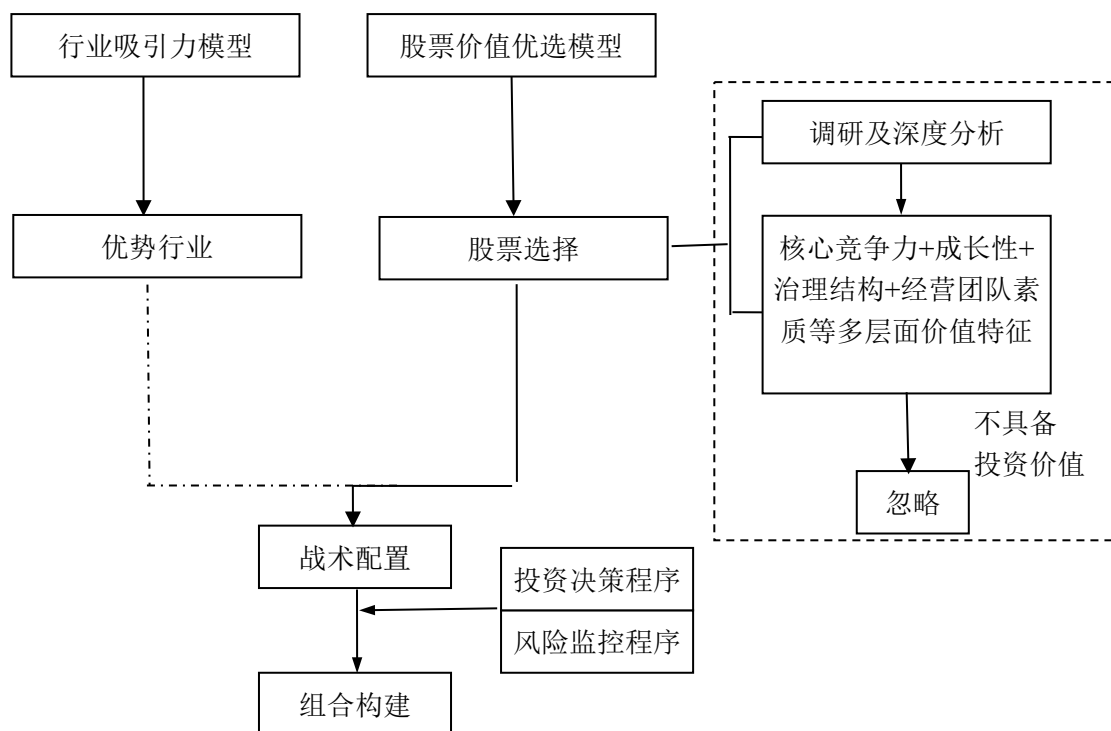 行业吸引力模型
股票价值优选模型
调研及深度分析
优势行业
股票选择
核心竞争力+成长性+
治理结构+经营团队素
质等多层面价值特征
不具备
投资价值
忽略
战术配置
投资决策程序
风险监控程序
组合构建